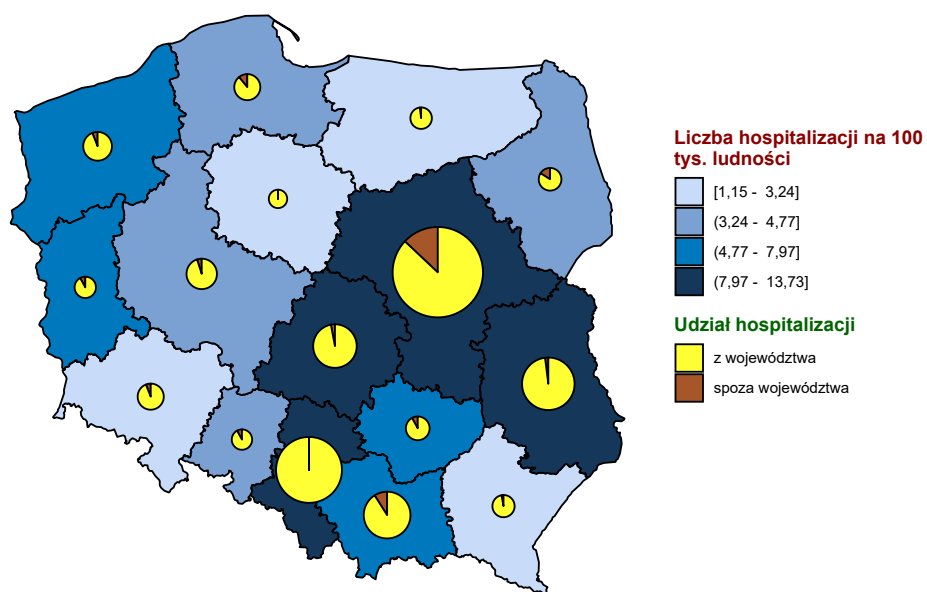 Liczba hospitalizacji na 100
tys. ludności
[1,15 - 3,24]
(3,24 - 4,77]
(4,77 - 7,97]
(7,97 - 13,73]
Udział hospitalizacji
z województwa
spoza województwa